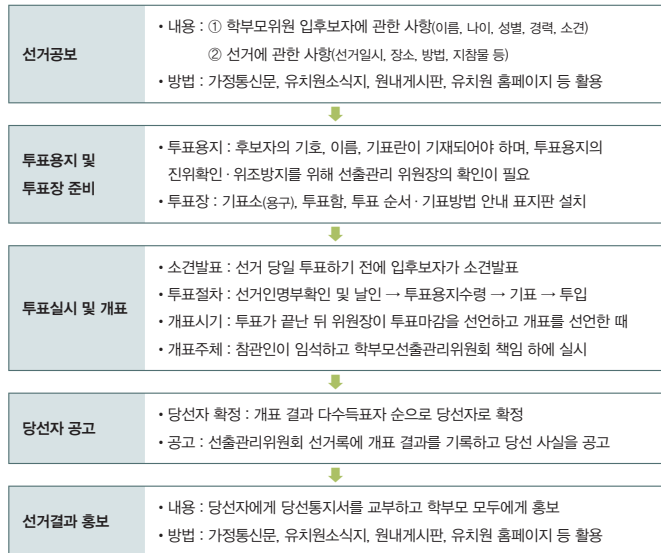 선거공보
• 내용 : ① 학부모위원 입후보자에 관한 사항(이름, 나이, 성별, 경력, 소견)
② 선거에 관한 사항(선거일시, 장소, 방법, 지참물 등)
• 방법 : 가정통신문, 유치원소식지, 원내게시판, 유치원 홈페이지 등 활용
투표용지 및
투표장 준비
• 투표용지 : 후보자의 기호, 이름, 기표란이 기재되어야 하며, 투표용지의
진위확인 · 위조방지를 위해 선출관리 위원장의 확인이 필요
• 투표장 : 기표소(용구), 투표함, 투표 순서 · 기표방법 안내 표지판 설치
투표실시 및 개표
• 소견발표 : 선거 당일 투표하기 전에 입후보자가 소견발표
• 투표절차 : 선거인명부확인 및 날인 → 투표용지수령 → 기표 → 투입
• 개표시기 : 투표가 끝난 뒤 위원장이 투표마감을 선언하고 개표를 선언한 때
• 개표주체 : 참관인이 임석하고 학부모선출관리위원회 책임 하에 실시
당선자 공고
• 당선자 확정 : 개표 결과 다수득표자 순으로 당선자로 확정
• 공고 : 선출관리위원회 선거록에 개표 결과를 기록하고 당선 사실을 공고
선거결과 홍보
• 내용 : 당선자에게 당선통지서를 교부하고 학부모 모두에게 홍보
• 방법 : 가정통신문, 유치원소식지, 원내게시판, 유치원 홈페이지 등 활용